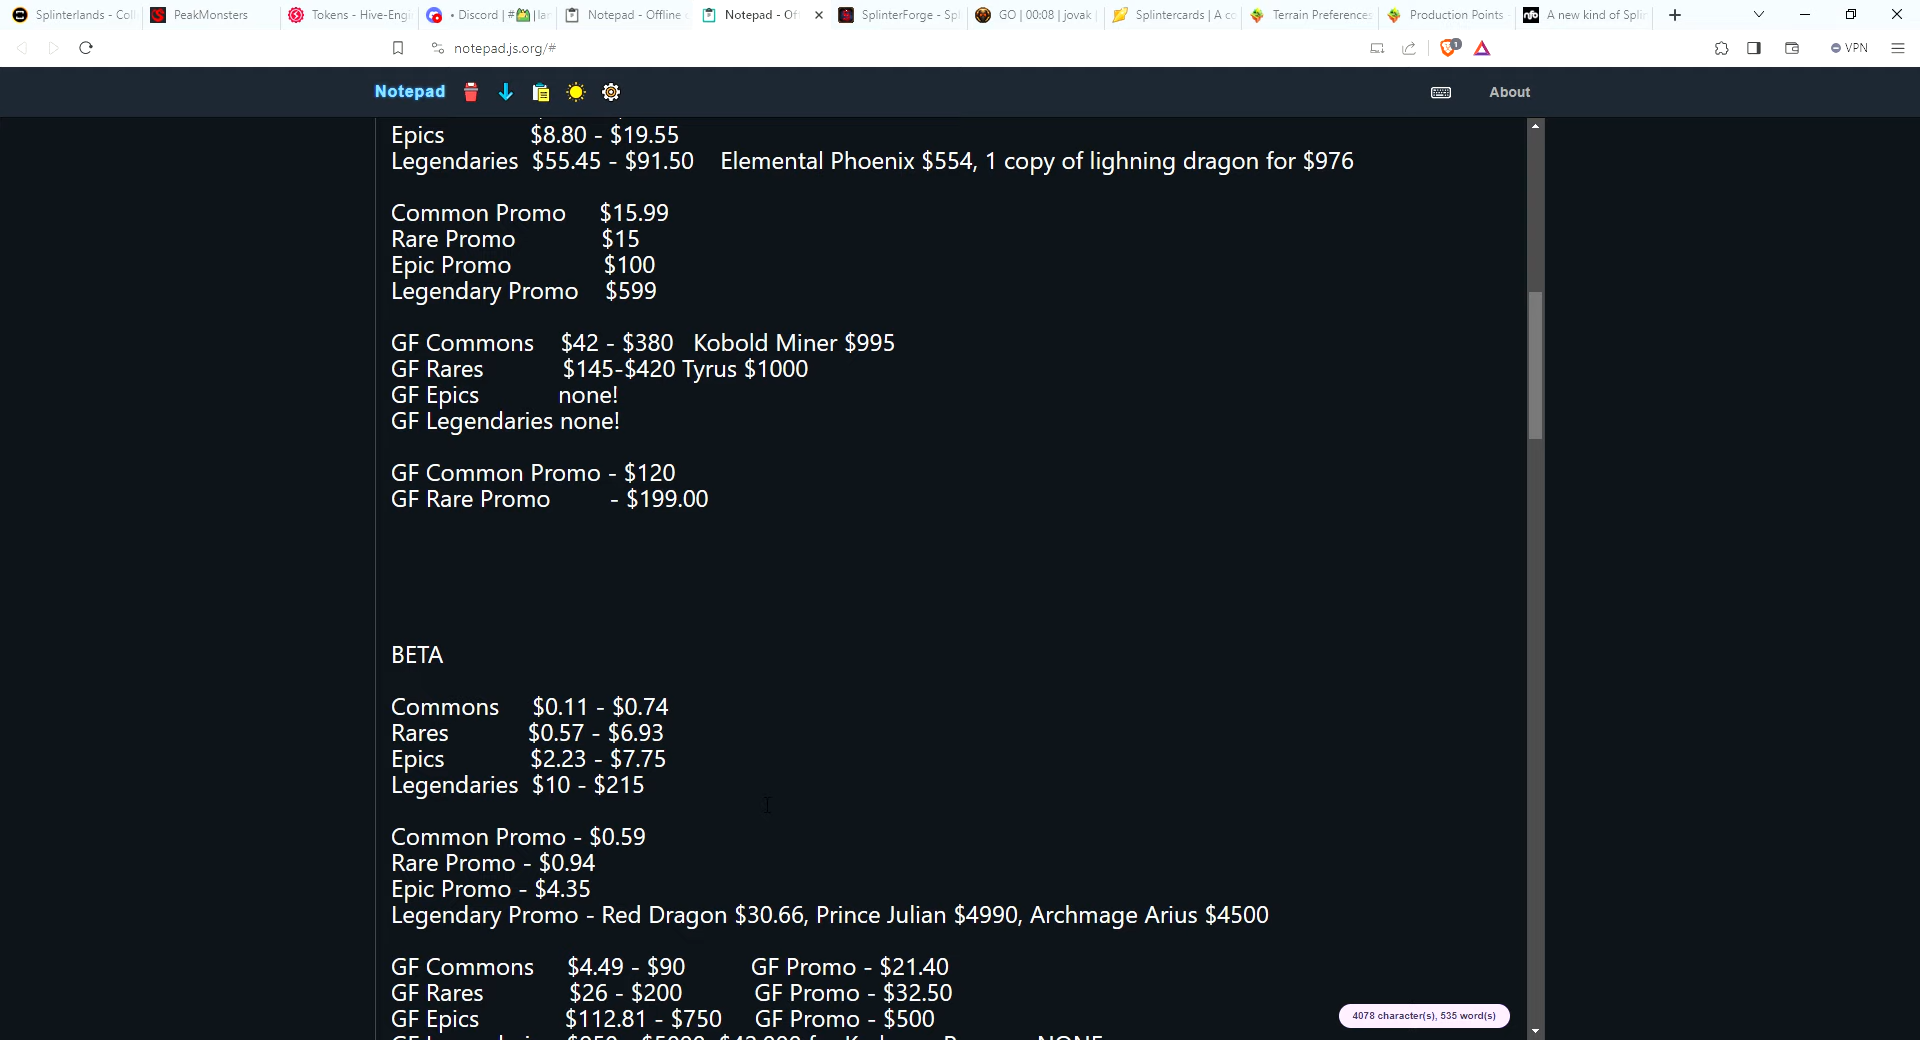 Splinterlands - Coll
PeakMonsters
Tokens - Hive-Engi
• Discord | #
Notepad - Offline
Notepad - Of
SplinterForge - Spl
GO | 00:08 | jovak
Splintercards | A co
Terrain Preferences
Production Points
A new kind of Splin
notepad.js.org/#
1
VPN
Notepad
About
Epics $8.80 - $19.55
Legendaries $55.45 - $91.50 Elemental Phoenix $554, 1 copy of lighning dragon for $976
Common Promo $15.99
Rare Promo $15
Epic Promo $100
Legendary Promo $599
GF Commons $42 - $380 Kobold Miner $995
GF Rares $145-$420 Tyrus $1000
GF Epics none!
GF Legendaries none!
GF Common Promo - $120
GF Rare Promo - $199.00
BETA
Commons $0.11 - $0.74
Rares $0.57 - $6.93
Epics $2.23 - $7.75
Legendaries $10 - $215
Common Promo - $0.59
Rare Promo - $0.94
Epic Promo - $4.35
Legendary Promo - Red Dragon $30.66, Prince Julian $4990, Archmage Arius $4500
GF Commons $4.49 - $90 GF Promo - $21.40
GF Rares $26 - $200 GF Promo - $32.50
GF Epics $112.81 - $750 GF Promo - $500
4078 character(s), 535 word(s)